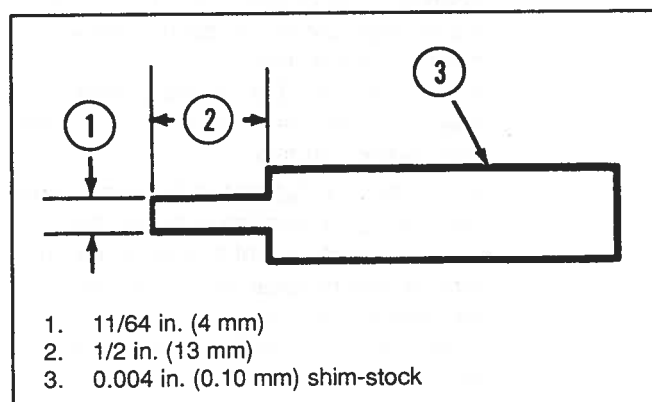 1
2
3
1. 11/64 in. (4 mm)
2. 1/2 in. (13 mm)
3. 0.004 in. (0.10 mm) shim-stock